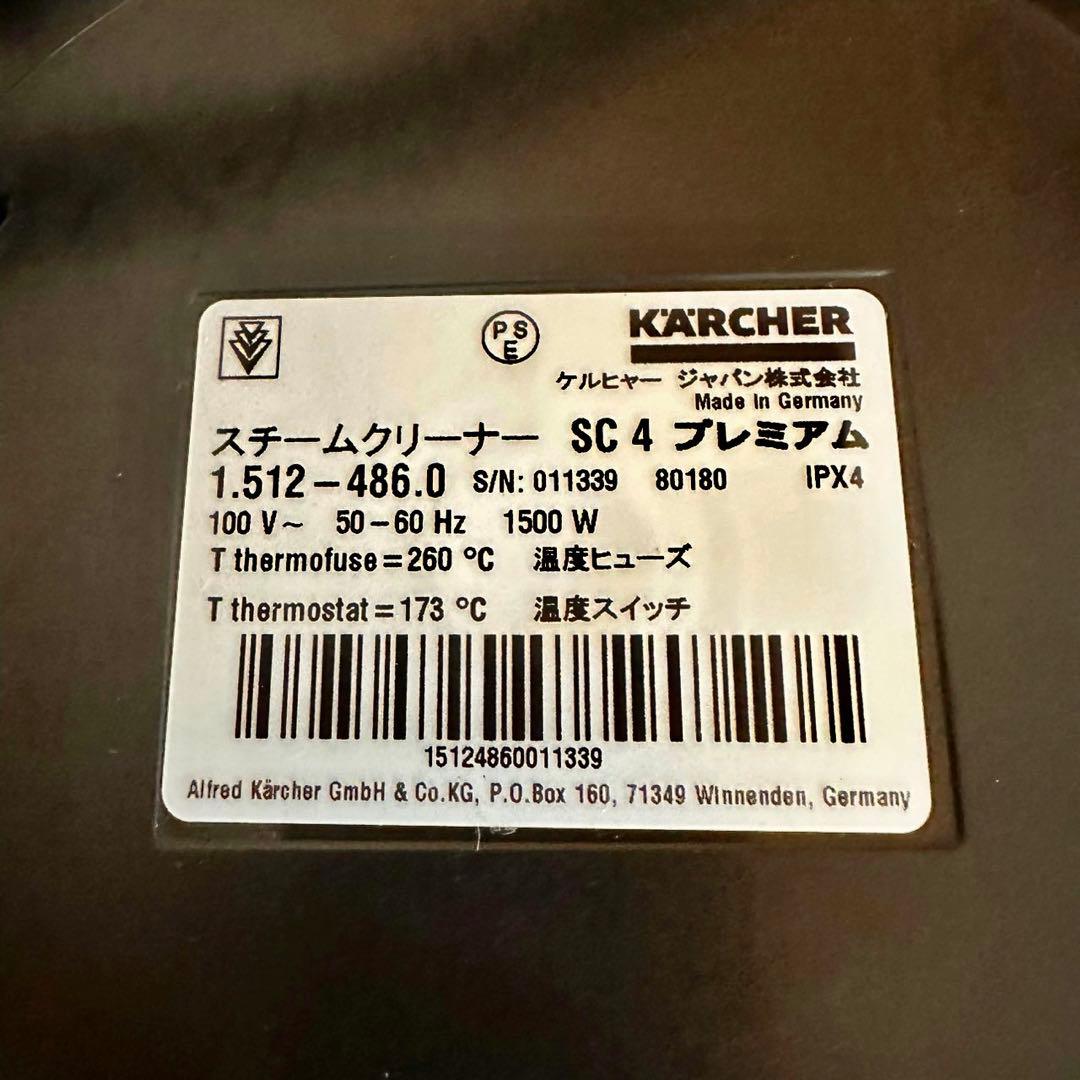 PSE
KÄRCHER
ケルヒャー ジャパン株式会社
Made in Germany
スチームクリーナー SC 4 プレミアム
1.512-486.0 S/N: 011339 80180 IPX4
100 V~ 50-60 Hz 1500 W
T thermofuse=260 °C 温度ヒューズ
T thermostat=173 °C 温度スイッチ
15124860011339
Alfred Kärcher GmbH & Co.KG, P.O.Box 160, 71349 Winnenden, Germany